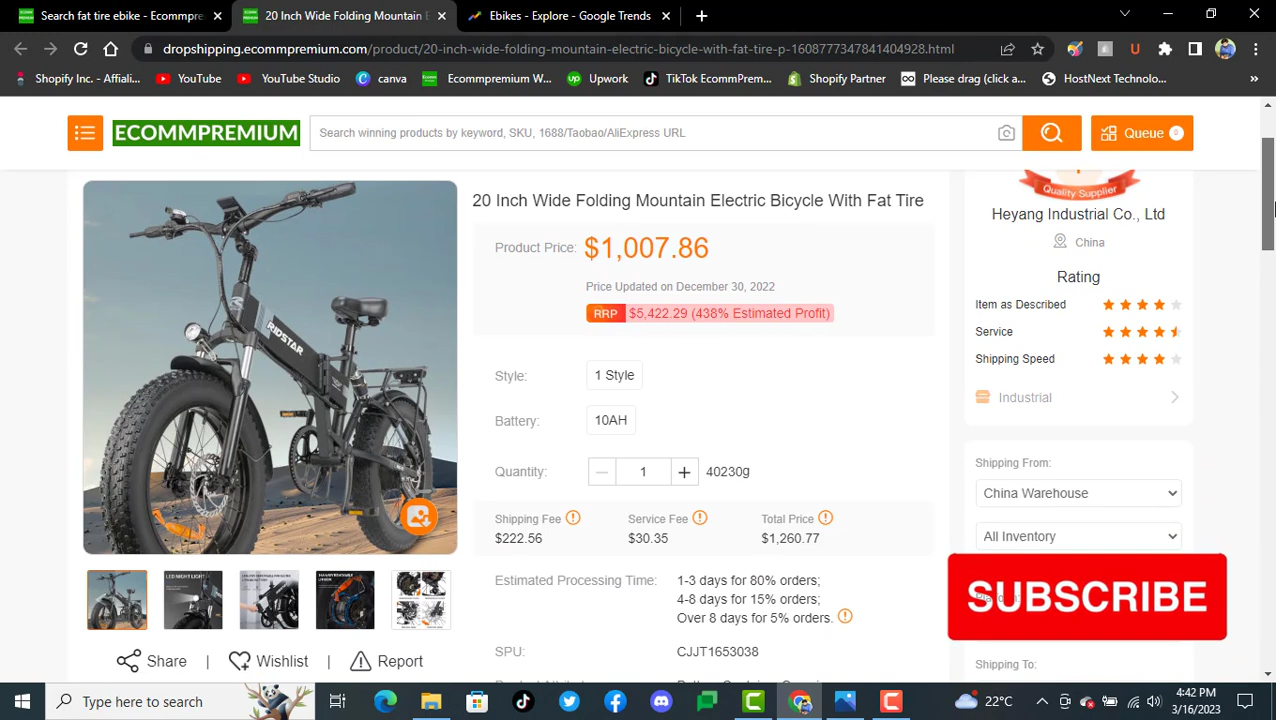 Search fat tire ebike - Ecommpre
20 Inch Wide Folding Mountain E
Ebikes - Explore - Google Trends
dropshipping.ecommpremium.com/product/20-inch-wide-folding-mountain-electric-bicycle-with-fat-tire-p-1608777347841404928.html
Shopify Inc - Affiali...
YouTube
YouTube Studio
canva
Ecommpremium W...
Upwork
TikTok EcommPrem...
Shopify Partner
Please drag (click a...
HostNext Technolo...
ECOMMPREMIUM
Search winning products by keyword, SKU, 1688/Taobao/AliExpress URL
Queue 0
RIDSTAR
20 Inch Wide Folding Mountain Electric Bicycle With Fat Tire
Product Price: $1,007.86
Price Updated on December 30, 2022
RRP $5,422.29 (438% Estimated Profit)
Style: 1 Style
Battery: 10AH
Quantity: 1 40230g
Shipping Fee Service Fee Total Price
$222.56 $30.35 $1,260.77
Estimated Processing Time: 1-3 days for 80% orders;
4-8 days for 15% orders;
Over 8 days for 5% orders.
SPU: CJJT1653038
Share | Wishlist | Report
Quality Supplier
Heyang Industrial Co., Ltd
China
Rating
Item as Described
Service
Shipping Speed
Industrial
Shipping From:
China Warehouse
All Inventory
SUBSCRIBE
Shipping To:
Type here to search
22°C
4:42 PM
3/16/2023